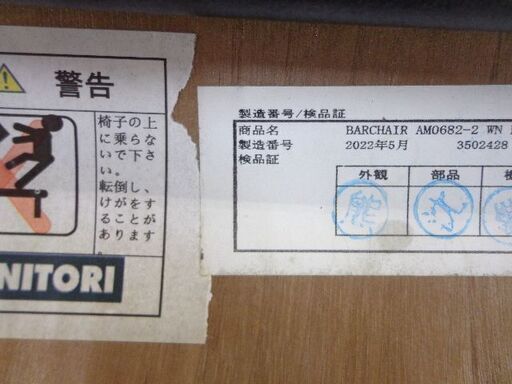 警告
椅子の上
に乗らな
いで下さ
い。
転倒し、
けがをす
ることが
あります
。
NITORI
製造番号/検品証
商品名 BARCHAIR AM0682-2 WN
製造番号 2022年5月 3502428
検品証
外観 部品